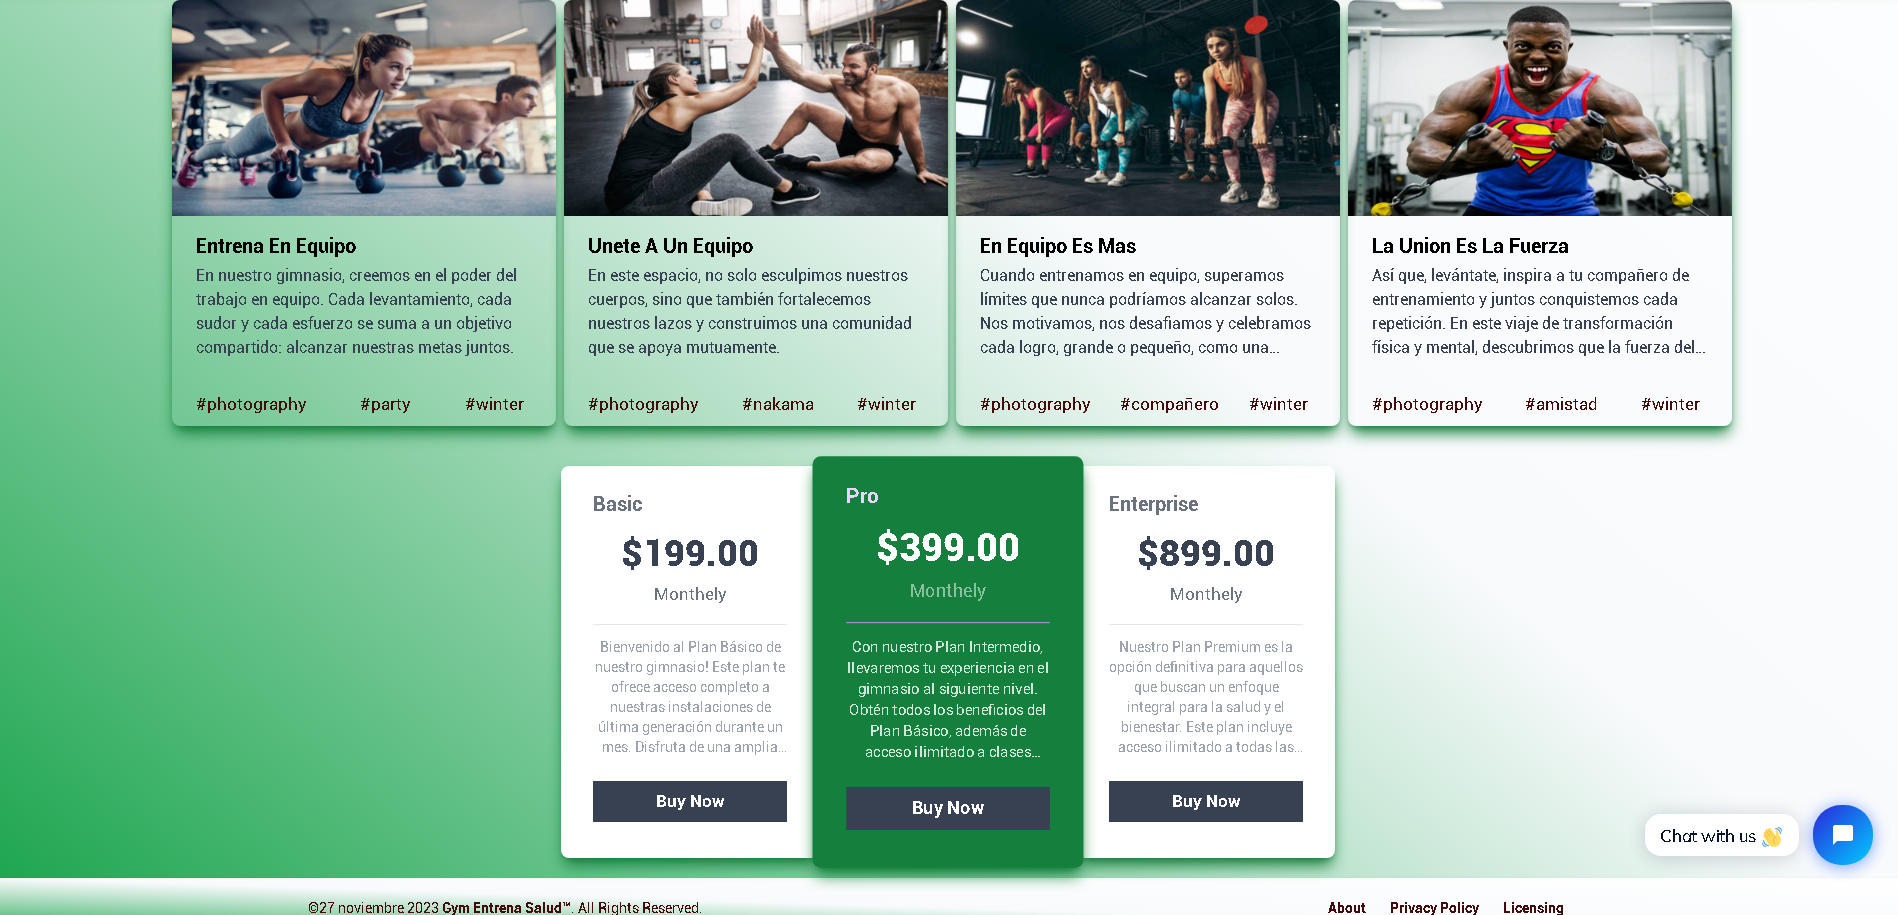 Entrena En Equipo
En nuestro gimnasio, creemos en el poder del
trabajo en equipo. Cada levantamiento, cada
sudor y cada esfuerzo se suma a un objetivo
compartido: alcanzar nuestras metas juntos.
#photography #party #winter
Unete A Un Equipo
En este espacio, no solo esculpimos nuestros
cuerpos, sino que también fortalecemos
nuestros lazos y construimos una comunidad
que se apoya mutuamente.
#photography #nakama #winter
En Equipo Es Mas
Cuando entrenamos en equipo, superamos
límites que nunca podríamos alcanzar solos.
Nos motivamos, nos desafiamos y celebramos
cada logro, grande o pequeño, como una...
#photography #compañero #winter
La Union Es La Fuerza
Así que, levántate, inspira a tu compañero de
entrenamiento y juntos conquistemos cada
repetición. En este viaje de transformación
física y mental, descubrimos que la fuerza del...
#photography #amistad #winter
Basic
$199.00
Monthely
Bienvenido al Plan Básico de
nuestro gimnasio! Este plan te
ofrece acceso completo a
nuestras instalaciones de
última generación durante un
mes. Disfruta de una amplia...
Buy Now
Pro
$399.00
Monthely
Con nuestro Plan Intermedio,
llevaremos tu experiencia en el
gimnasio al siguiente nivel.
Obtén todos los beneficios del
Plan Básico, además de
acceso ilimitado a clases...
Buy Now
Enterprise
$899.00
Monthely
Nuestro Plan Premium es la
opción definitiva para aquellos
que buscan un enfoque
integral para la salud y el
bienestar. Este plan incluye
acceso ilimitado a todas las...
Buy Now
Chat with us 👋
©27 noviembre 2023 Gym Entrena Salud™. All Rights Reserved.
About Privacy Policy Licensing